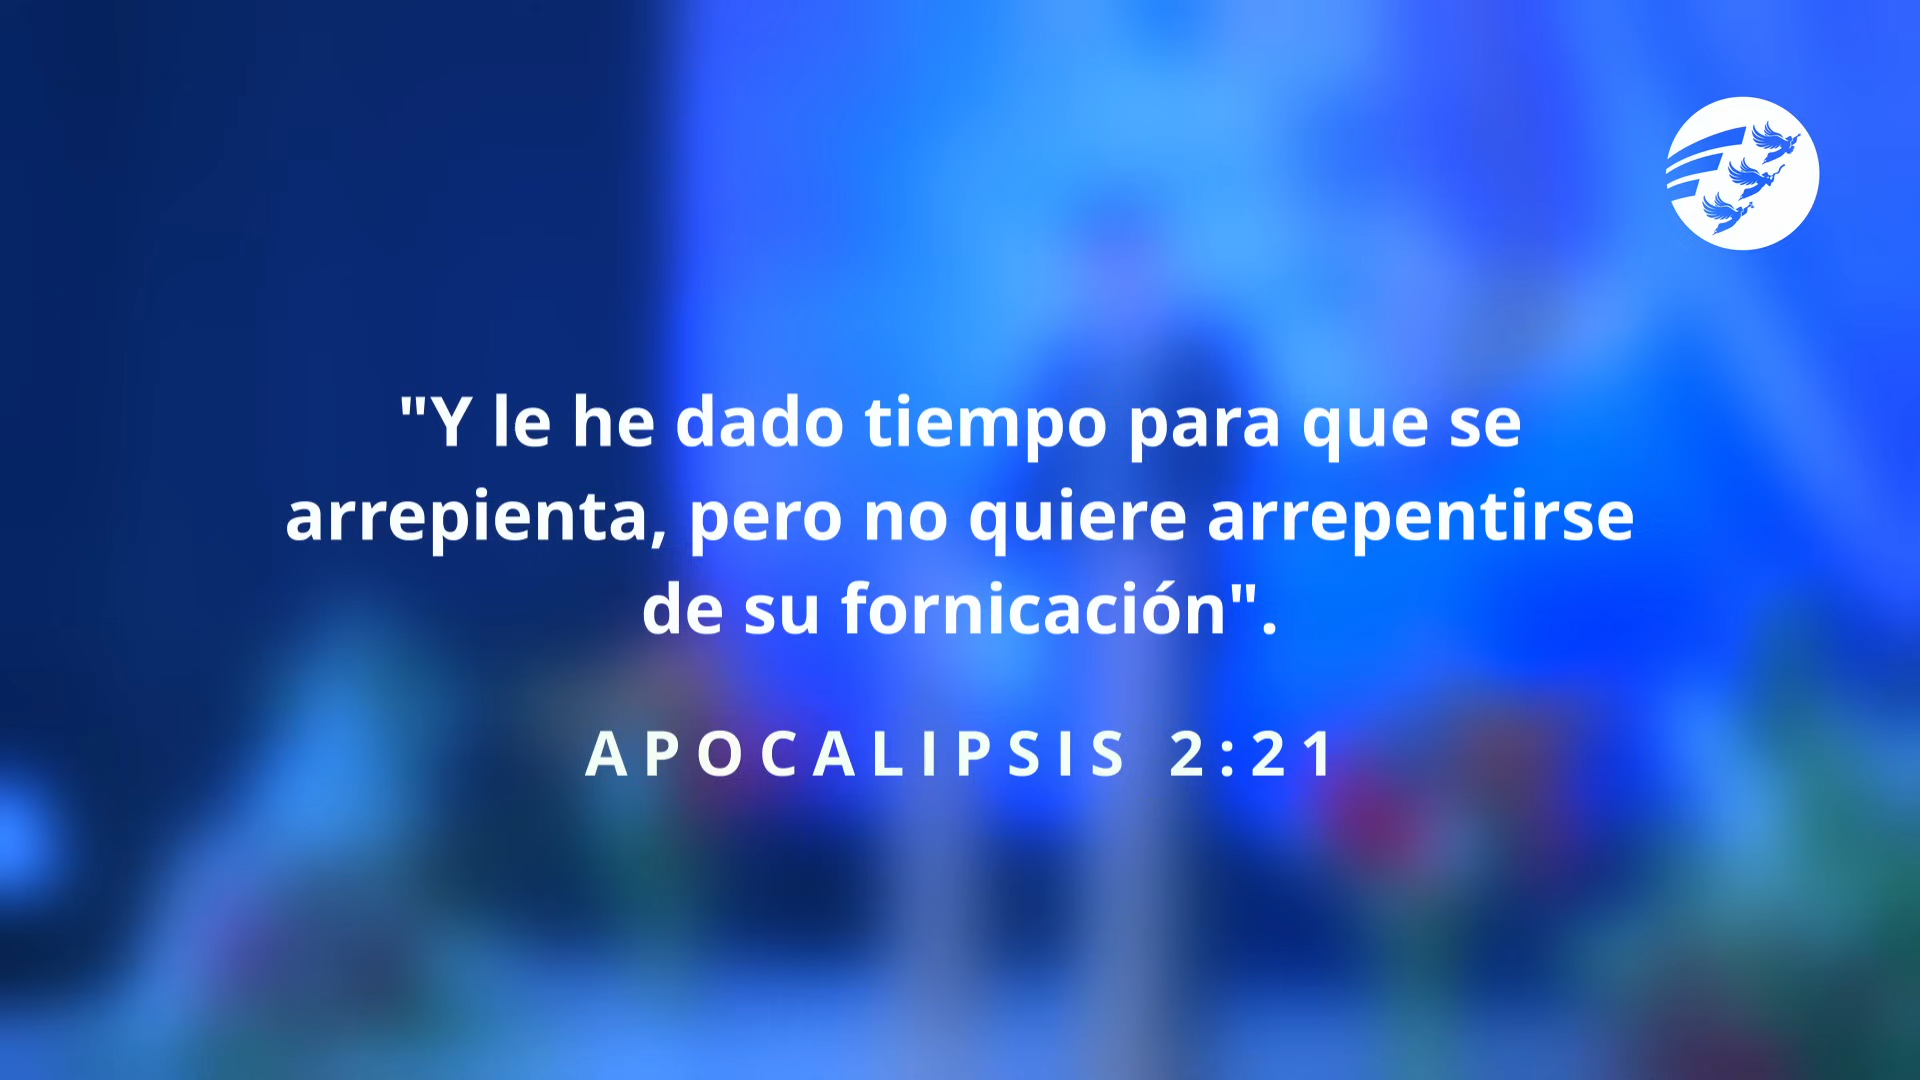 "Y le he dado tiempo para que se
arrepienta, pero no quiere arrepentirse
de su fornicación".
APOCALIPSIS 2:21